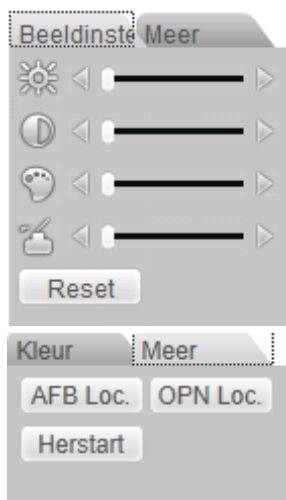 Beeldinste Meer
Reset
Kleur Meer
AFB Loc. OPN Loc.
Herstart